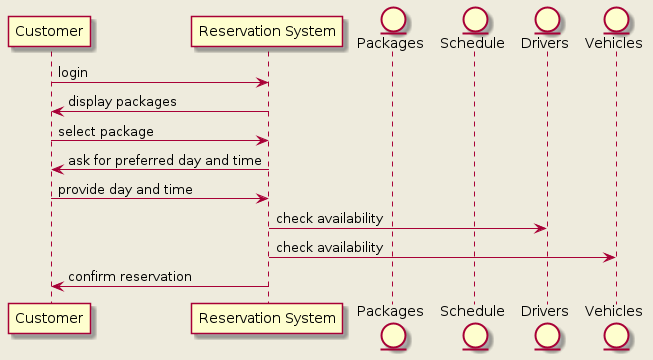 Customer
Reservation System
Packages
Schedule
Drivers
Vehicles
login
display packages
select package
ask for preferred day and time
provide day and time
check availability
check availability
confirm reservation
Customer
Reservation System
Packages
Schedule
Drivers
Vehicles